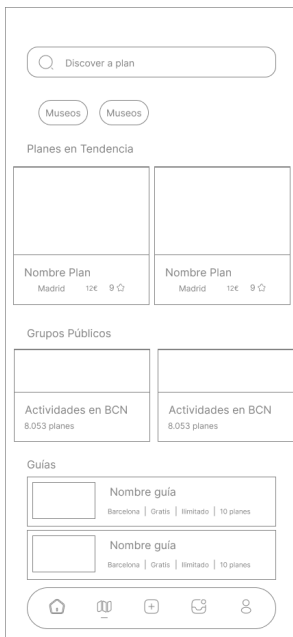 Discover a plan
Museos Museos
Planes en Tendencia
Nombre Plan Nombre Plan
Madrid 12€ 9 Madrid 12€ 9
Grupos Públicos
Actividades en BCN Actividades en BCN
8.053 planes 8.053 planes
Guías
Nombre guía
Barcelona | Gratis | Ilimitado | 10 planes
Nombre guía
Barcelona | Gratis | Ilimitado | 10 planes